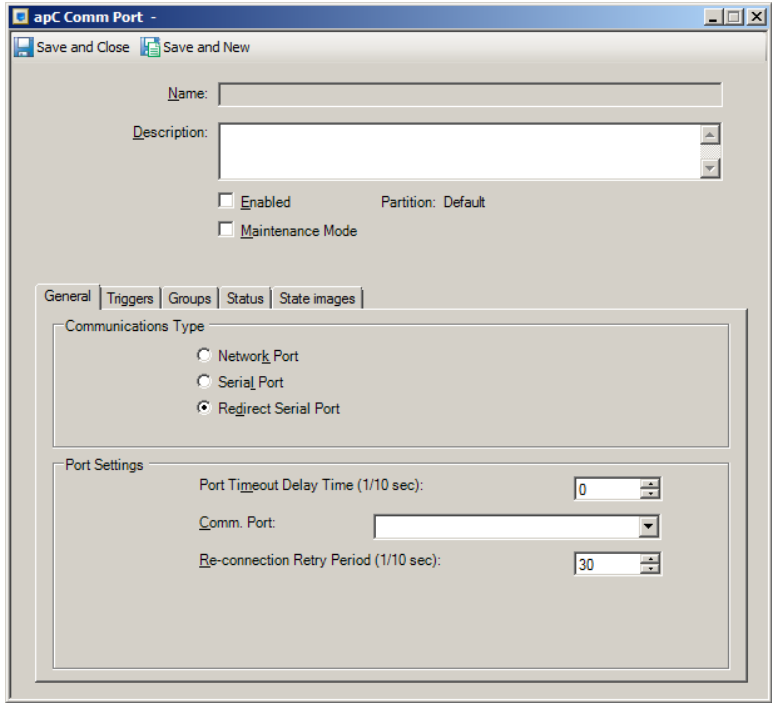 apC Comm Port -
Save and Close Save and New
Name:
Description:
Enabled Partition: Default
Maintenance Mode
General Triggers Groups Status State images
Communications Type
Network Port
Serial Port
Redirect Serial Port
Port Settings
Port Timeout Delay Time (1/10 sec): 0
Comm. Port:
Re-connection Retry Period (1/10 sec): 30